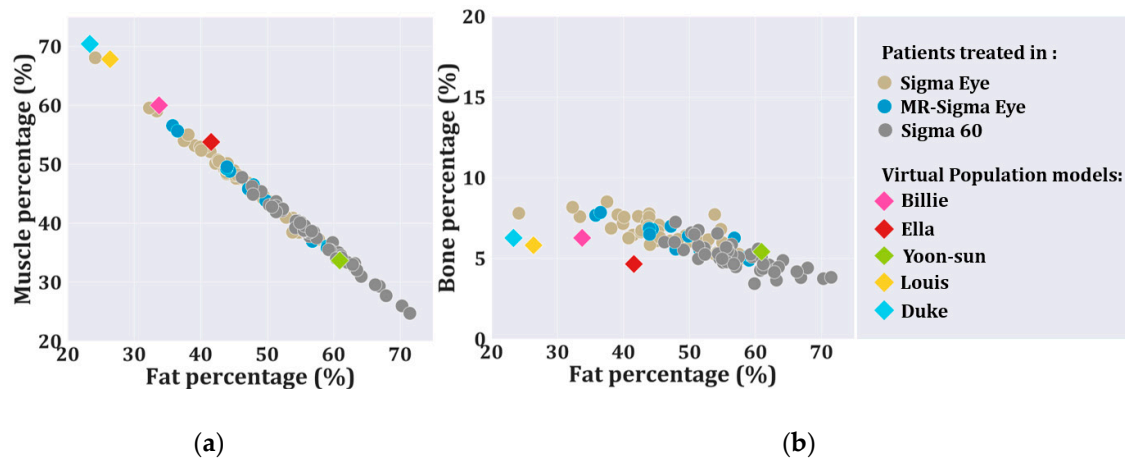 70
60
50
40
30
20
Muscle percentage (%)
20 30 40 50 60 70
Fat percentage (%)
(a)
20
15
10
5
0
Bone percentage (%)
20 30 40 50 60 70
Fat percentage (%)
(b)
Patients treated in :
Sigma Eye
MR-Sigma Eye
Sigma 60
Virtual Population models:
Billie
Ella
Yoon-sun
Louis
Duke